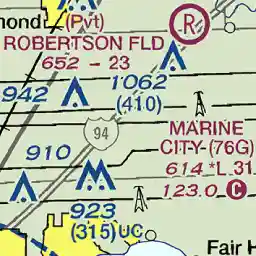 mond (Pvt)
R
ROBERTSON FLD
652 - 23
1062
(410)
942
94
MARINE
CITY (76G)
910
614 *L 31
123.0 C
923
(315) UC
Fair H